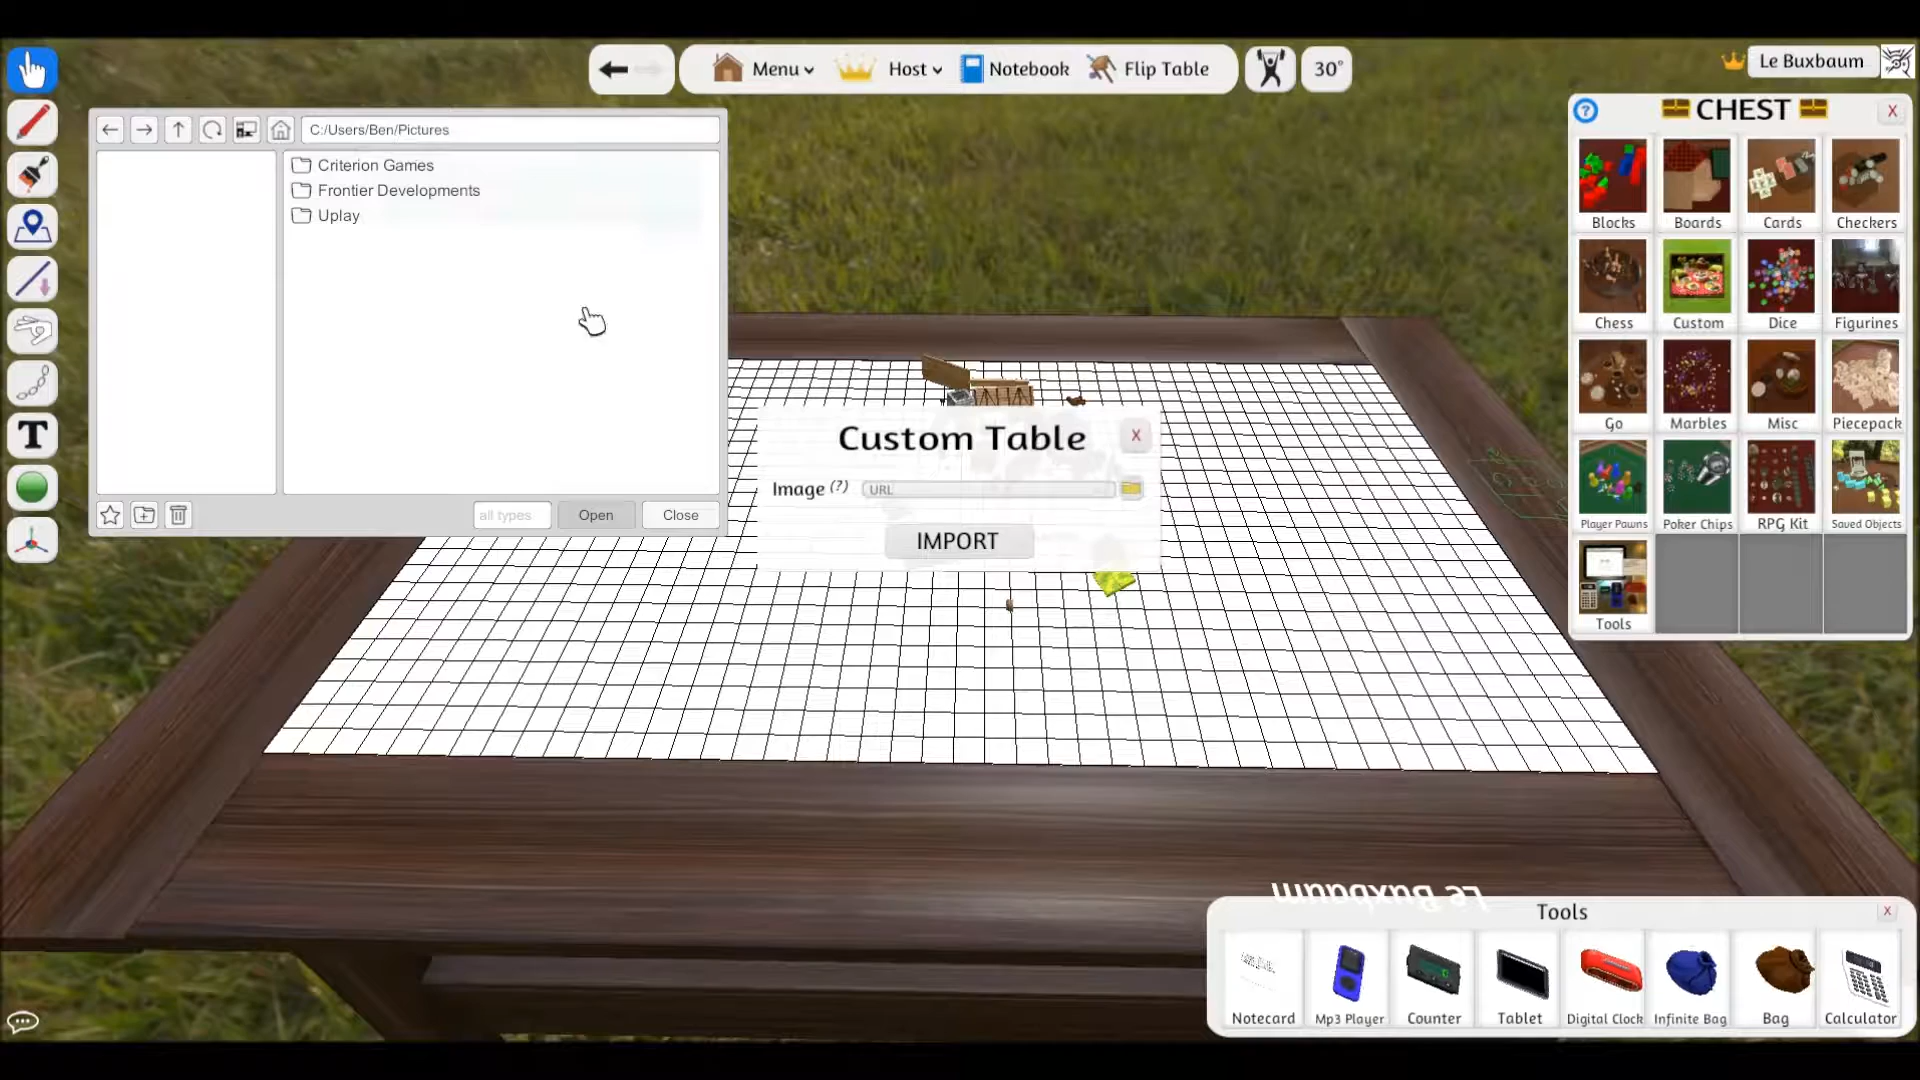 Menu
Host
Notebook
Flip Table
30°
Le Buxbaum
C:/Users/Ben/Pictures
Criterion Games
Frontier Developments
Uplay
all types
Open
Close
Custom Table
X
Image (?)
URL
IMPORT
?
CHEST
X
Blocks
Boards
Cards
Checkers
Chess
Custom
Dice
Figurines
Go
Marbles
Misc
Piecepack
Player Pawns
Poker Chips
RPG Kit
Saved Objects
Tools
T
Le Buxbaum
Tools
X
Notecard
Mp3 Player
Counter
Tablet
Digital Clock
Infinite Bag
Bag
Calculator